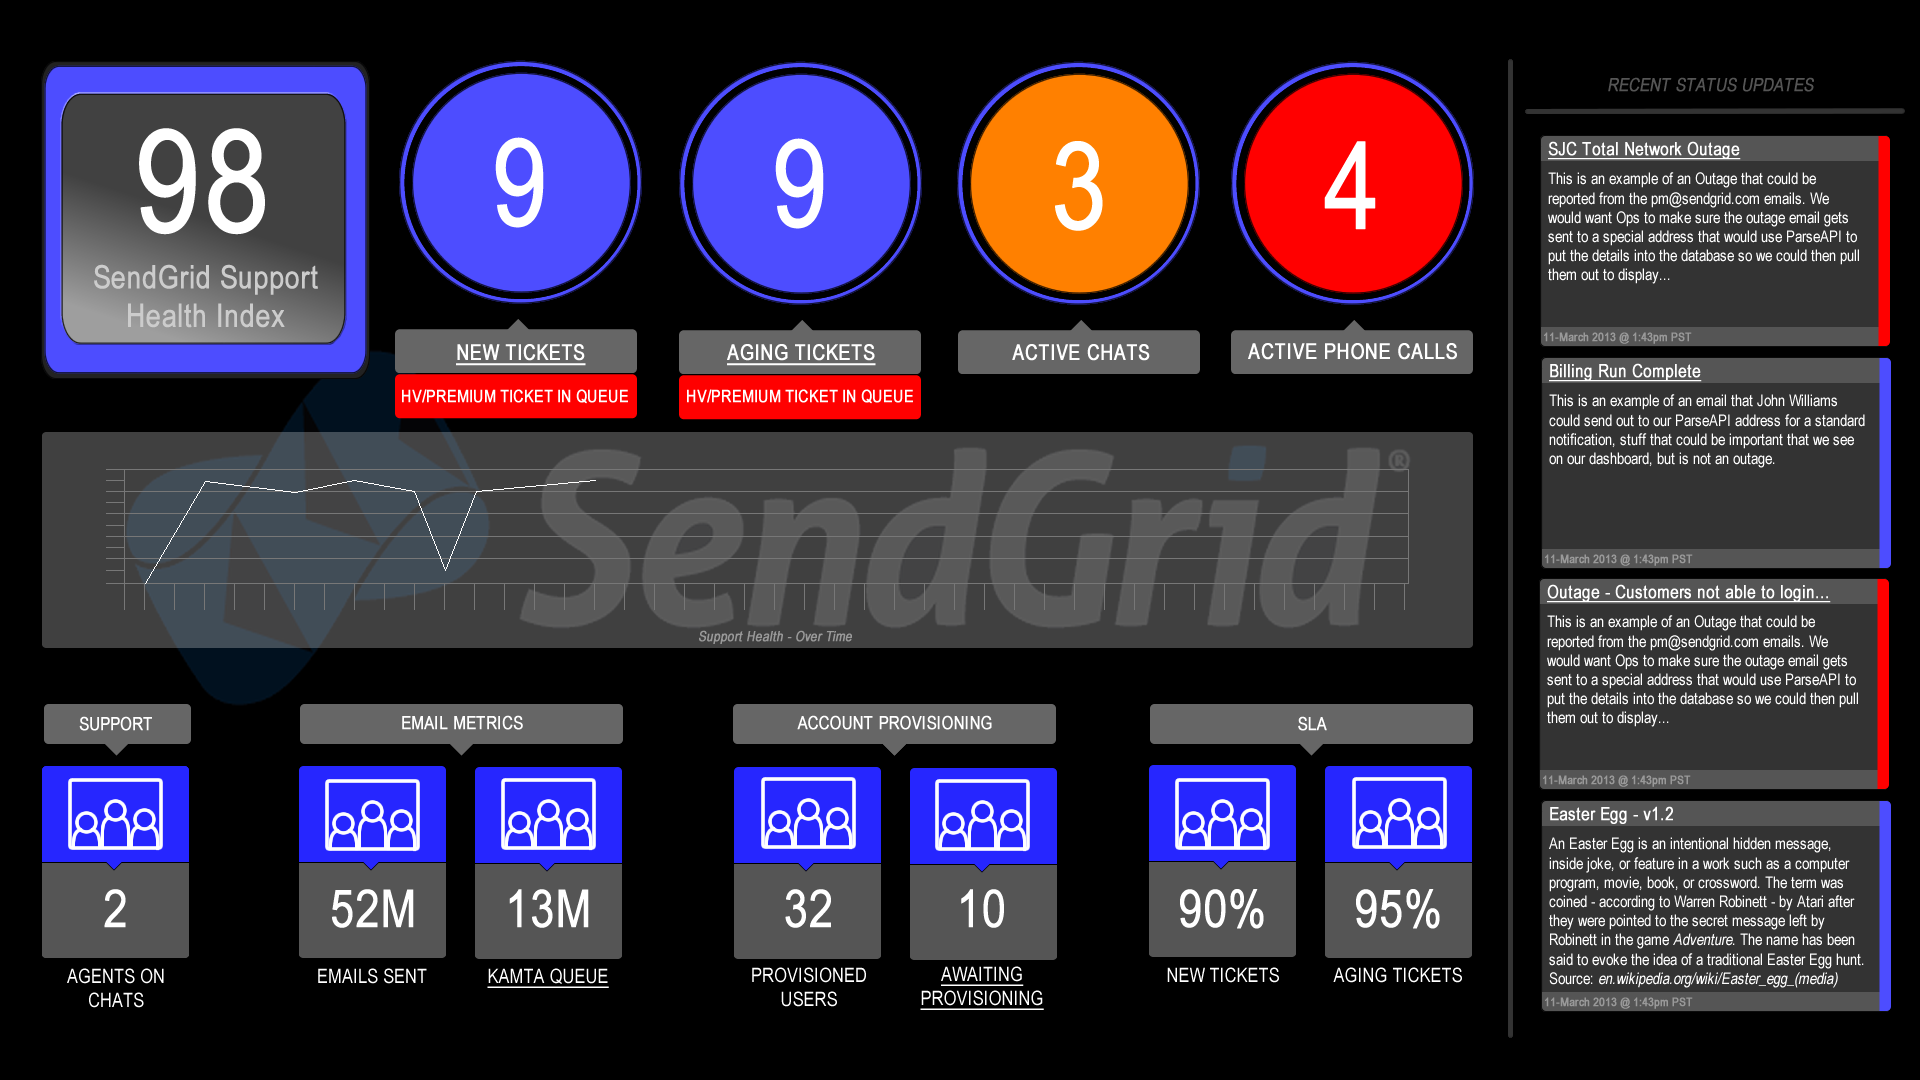 98
SendGrid Support
Health Index
9
NEW TICKETS
HV/PREMIUM TICKET IN QUEUE
9
AGING TICKETS
HV/PREMIUM TICKET IN QUEUE
3
ACTIVE CHATS
4
ACTIVE PHONE CALLS
SendGrid®
Support Health - Over Time
SUPPORT
2
AGENTS ON
CHATS
EMAIL METRICS
52M
EMAILS SENT
13M
KAMTA QUEUE
ACCOUNT PROVISIONING
32
PROVISIONED
USERS
10
AWAITING
PROVISIONING
SLA
90%
NEW TICKETS
95%
AGING TICKETS
RECENT STATUS UPDATES
SJC Total Network Outage
This is an example of an Outage that could be
reported from the pm@sendgrid.com emails. We
would want Ops to make sure the outage email gets
sent to a special address that would use ParseAPI to
put the details into the database so we could then pull
them out to display...
11-March 2013 @ 1:43pm PST
Billing Run Complete
This is an example of an email that John Williams
could send out to our ParseAPI address for a standard
notification, stuff that could be important that we see
on our dashboard, but is not an outage.
11-March 2013 @ 1:43pm PST
Outage - Customers not able to login...
This is an example of an Outage that could be
reported from the pm@sendgrid.com emails. We
would want Ops to make sure the outage email gets
sent to a special address that would use ParseAPI to
put the details into the database so we could then pull
them out to display...
11-March 2013 @ 1:43pm PST
Easter Egg - v1.2
An Easter Egg is an intentional hidden message,
inside joke, or feature in a work such as a computer
program, movie, book, or crossword. The term was
coined - according to Warren Robinett - by Atari after
they were pointed to the secret message left by
Robinett in the game Adventure. The name has been
said to evoke the idea of a traditional Easter Egg hunt.
Source: en.wikipedia.org/wiki/Easter_egg_(media)
11-March 2013 @ 1:43pm PST